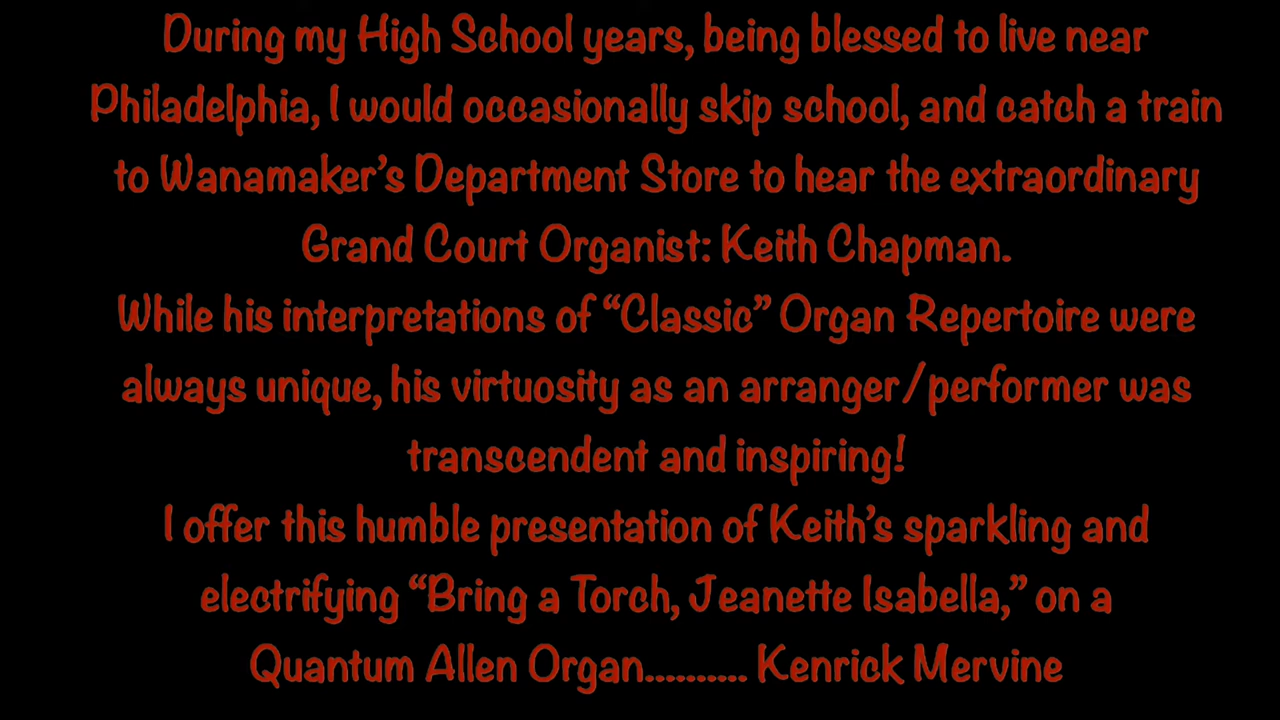 During my High School years, being blessed to live near
Philadelphia, I would occasionally skip school, and catch a train
to Wanamaker’s Department Store to hear the extraordinary
Grand Court Organist: Keith Chapman.
While his interpretations of “Classic” Organ Repertoire were
always unique, his virtuosity as an arranger/performer was
transcendent and inspiring!
I offer this humble presentation of Keith’s sparkling and
electrifying “Bring a Torch, Jeanette Isabella,” on a
Quantum Allen Organ.......... Kenrick Mervine